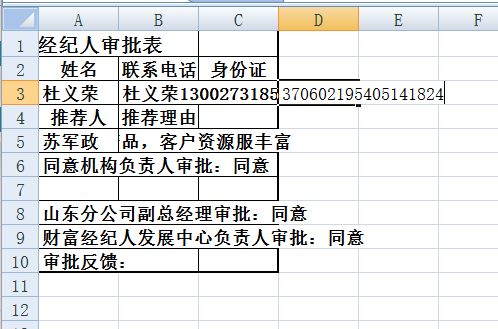 A B C D E F
1 经纪人审批表
2 姓名 联系电话 身份证
3 杜义荣 杜义荣1300273185 370602195405141824
4 推荐人 推荐理由
5 苏军政 品，客户资源服丰富
6 同意机构负责人审批：同意
7
8 山东分公司副总经理审批：同意
9 财富经纪人发展中心负责人审批：同意
10 审批反馈：
11
12